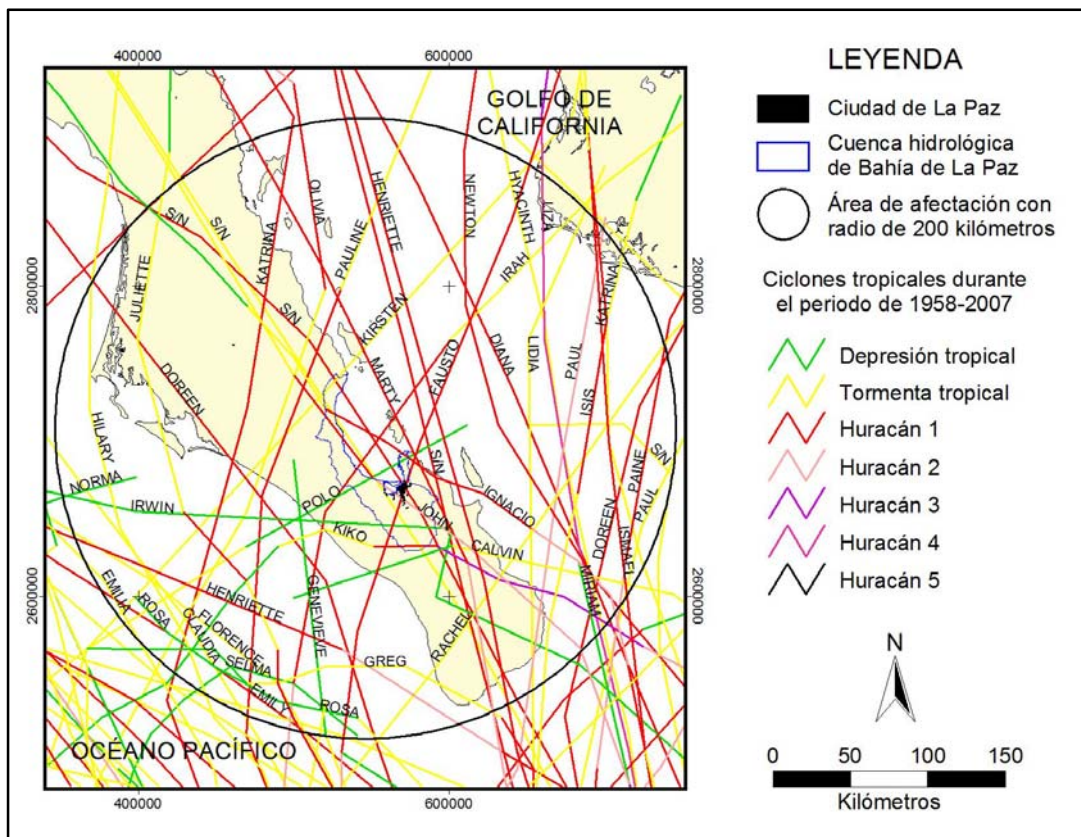 400000
600000
GOLFO DE
CALIFORNIA
2800000
2600000
OLIVIA
HENRIETTE
NEWTON
HYACINTH
LIZA
S/N
S/N
KATRINA
PAULINE
IRAH
JULIETTE
KATRINA
S/N
KIRSTEN
DOREEN
MARTY
FAUSTO
DIANA
LIDIA
PAUL
ISIS
HILARY
S/N
S/N
PAINE
PAUL
NORMA
IRWIN
POLO
KIKO
JOHN
IGNACIO
CALVIN
DOREEN
ISMAEL
MIRIAM
EMILIA
ROSA
HENRIETTE
FLORENCE
CLAUDIA
SELMA
EMILY
GENEVIEVE
GREG
RACHEL
ROSA
OCÉANO PACÍFICO
2800000
2600000
400000
600000
LEYENDA
Ciudad de La Paz
Cuenca hidrológica
de Bahía de La Paz
Área de afectación con
radio de 200 kilómetros
Ciclones tropicales durante
el periodo de 1958-2007
Depresión tropical
Tormenta tropical
Huracán 1
Huracán 2
Huracán 3
Huracán 4
Huracán 5
N
0 50 100 150
Kilómetros